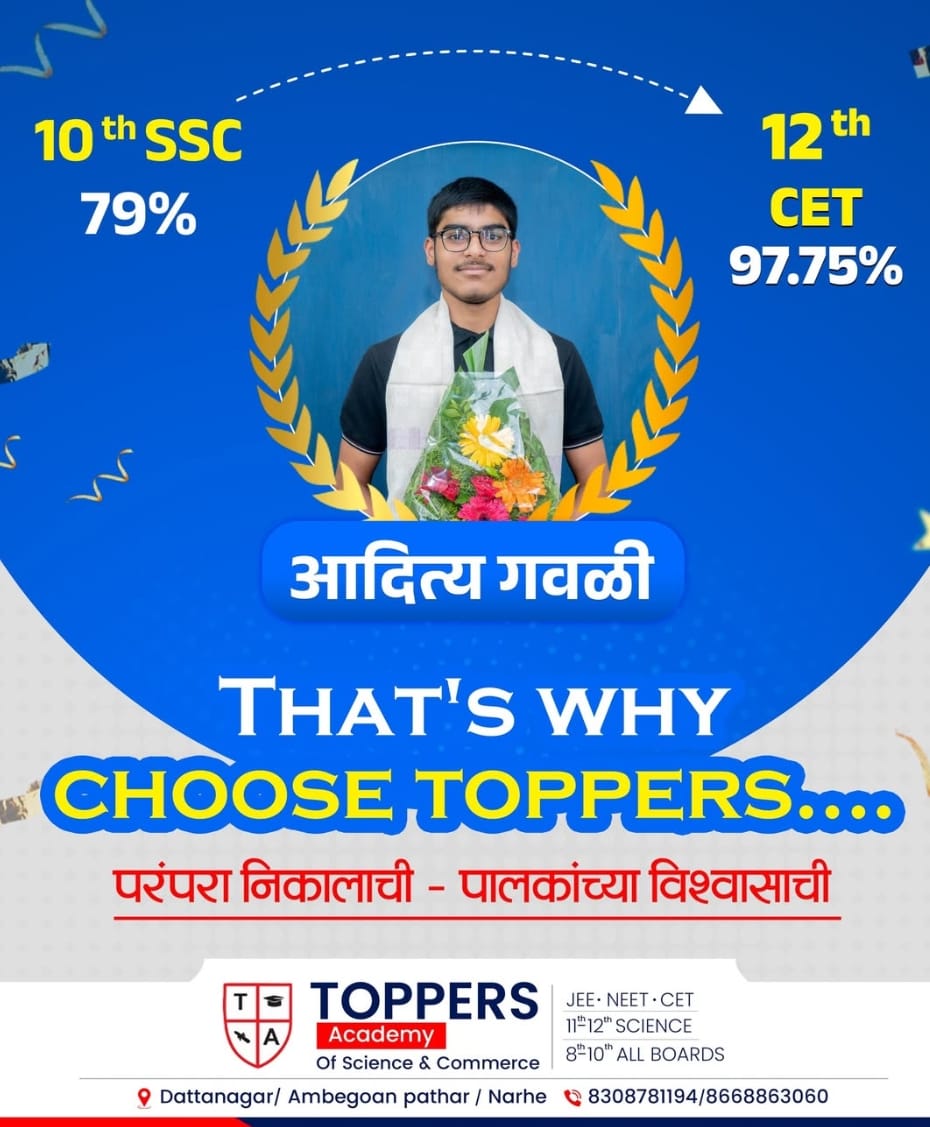 10th SSC
79%
12th
CET
97.75%
आदित्य गवळी
THAT'S WHY
CHOOSE TOPPERS....
परंपरा निकालाची - पालकांच्या विश्वासाची
T
A
TOPPERS
Academy
Of Science & Commerce
JEE • NEET • CET
11th-12th SCIENCE
8th-10th ALL BOARDS
Dattanagar/ Ambegoan pathar / Narhe 8308781194/8668863060